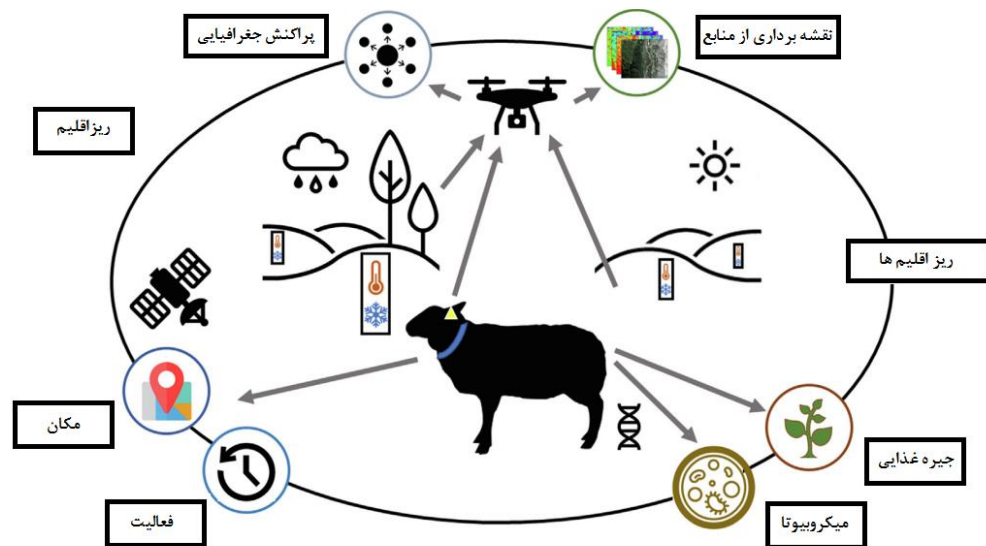 نقشه برداری از منابع
پراکنش جغرافیایی
ریزاقلیم
ریز اقلیم ها
مکان
جیره غذایی
فعالیت
میکروبیوتا